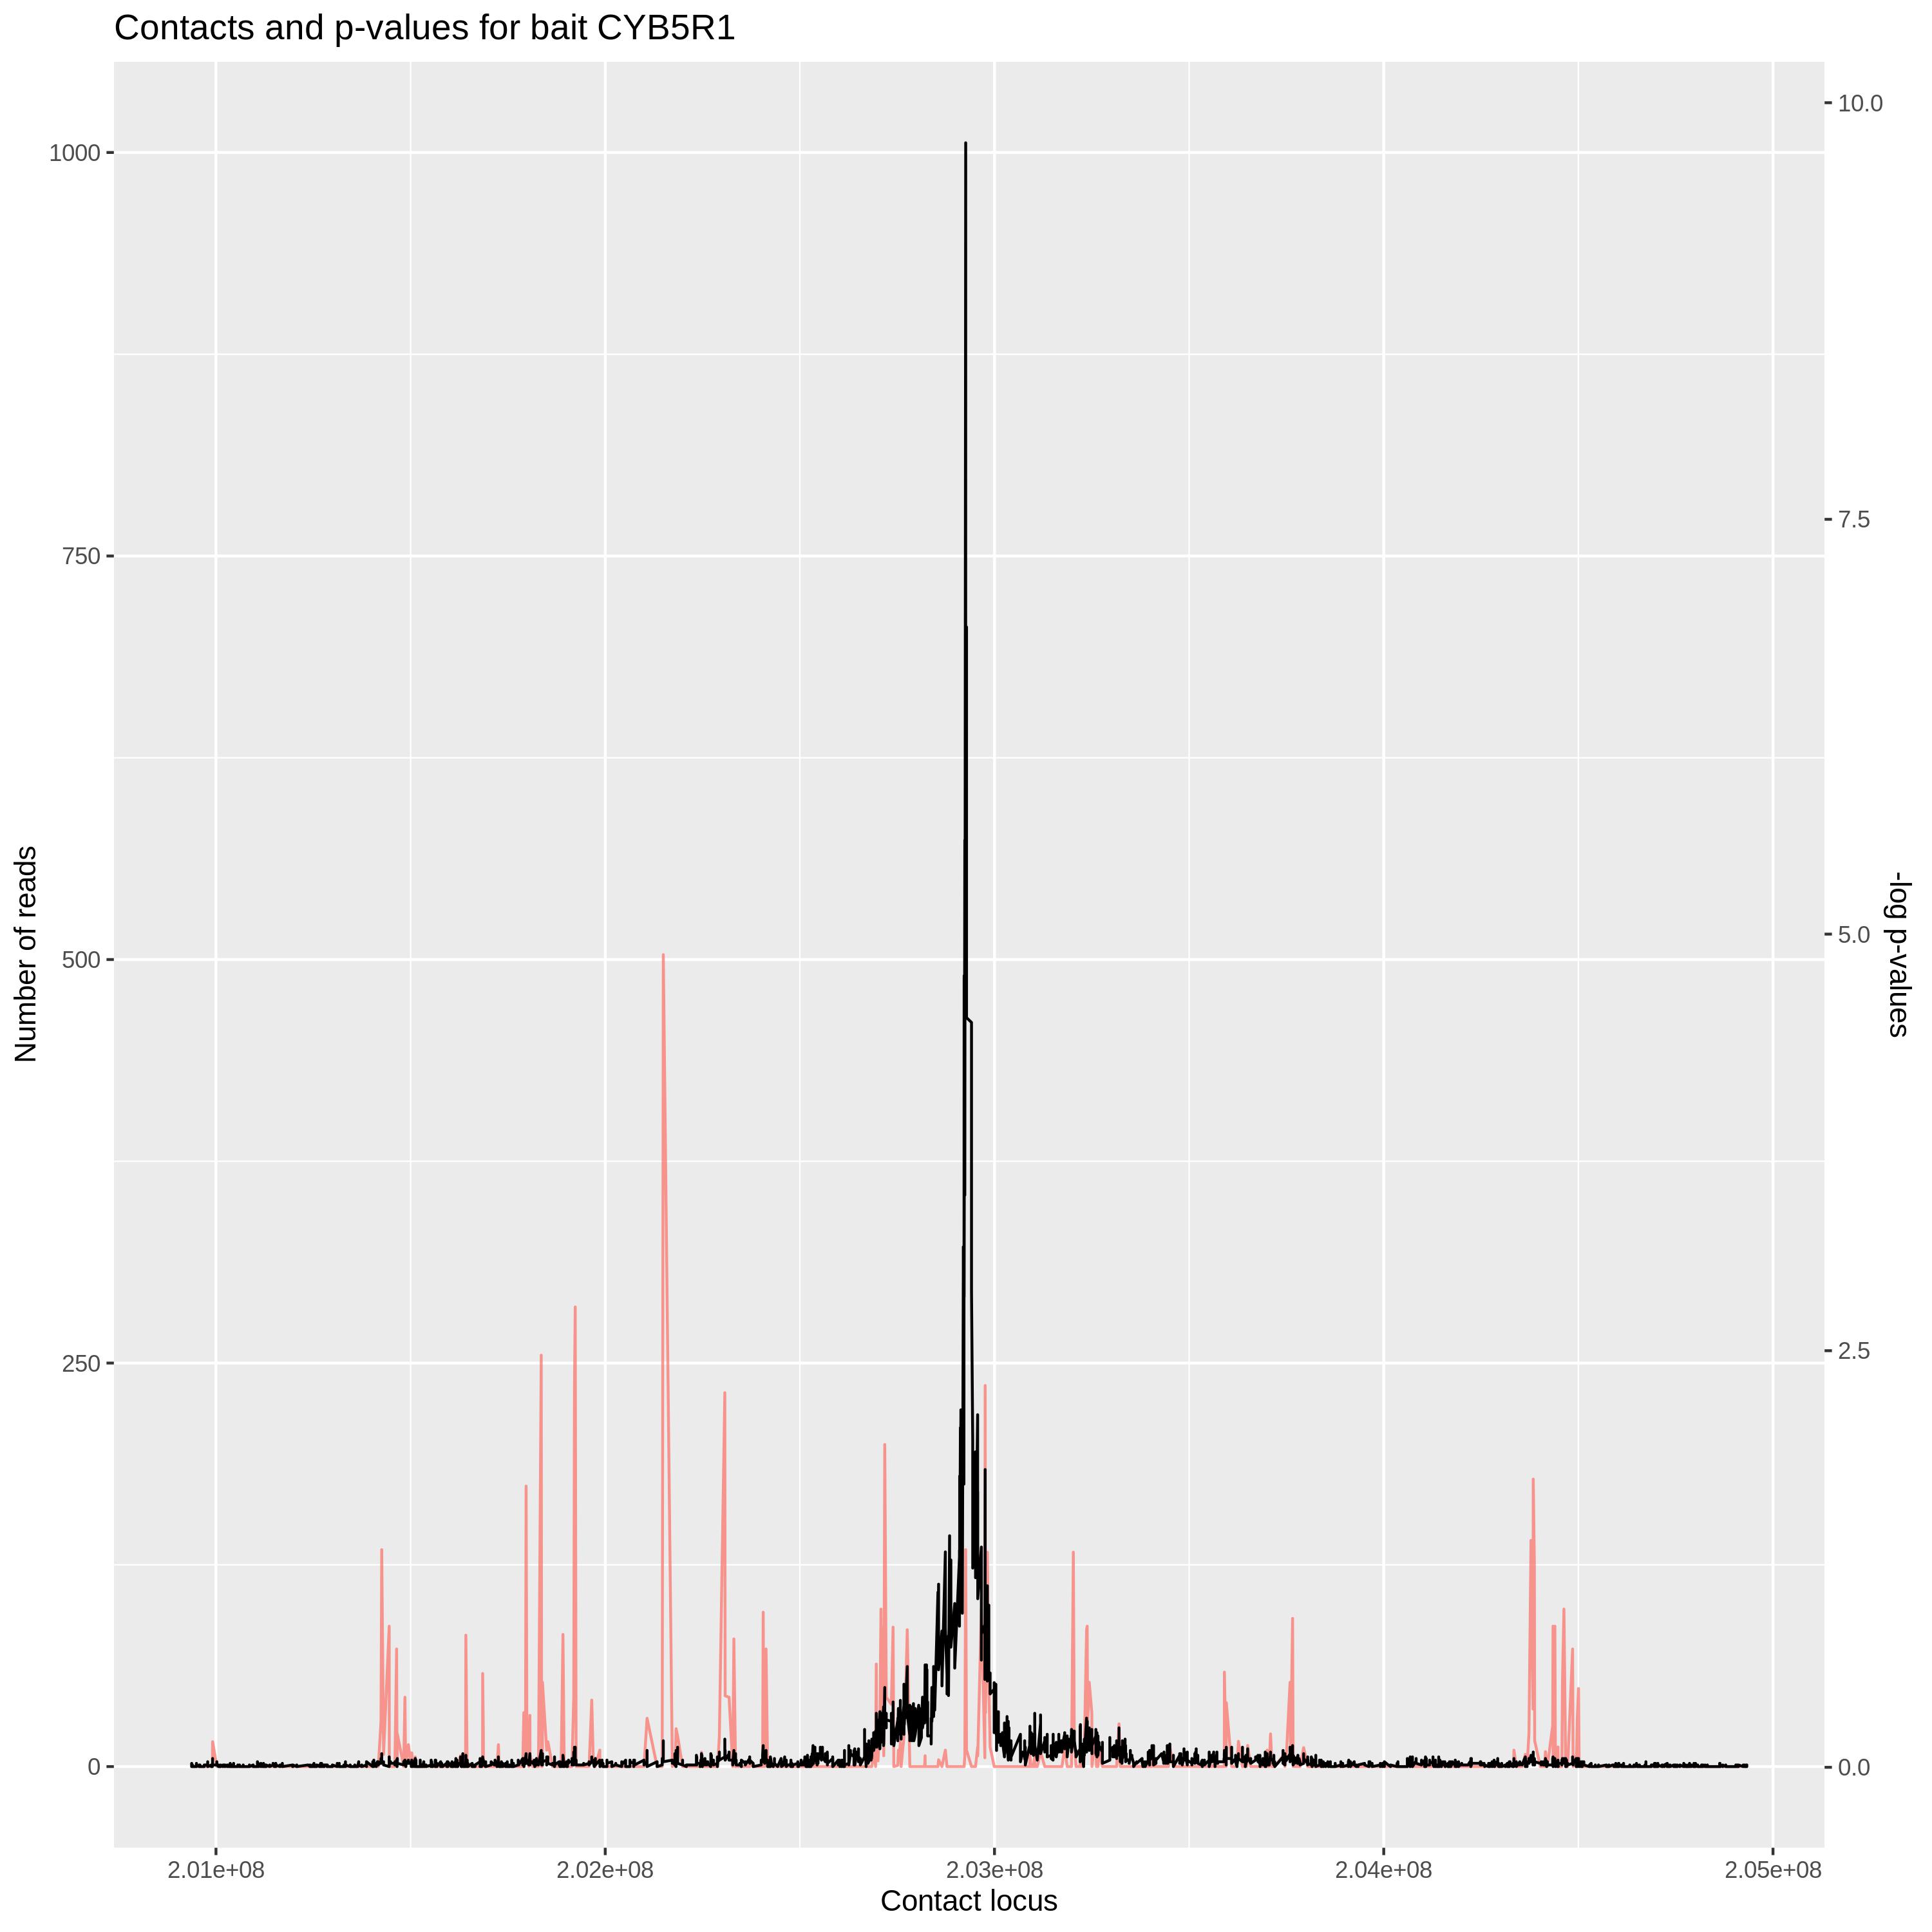 Contacts and p-values for bait CYB5R1
1000
750
500
250
0
Number of reads
10.0
7.5
5.0
2.5
0.0
-log p-values
2.01e+08
2.02e+08
2.03e+08
2.04e+08
2.05e+08
Contact locus